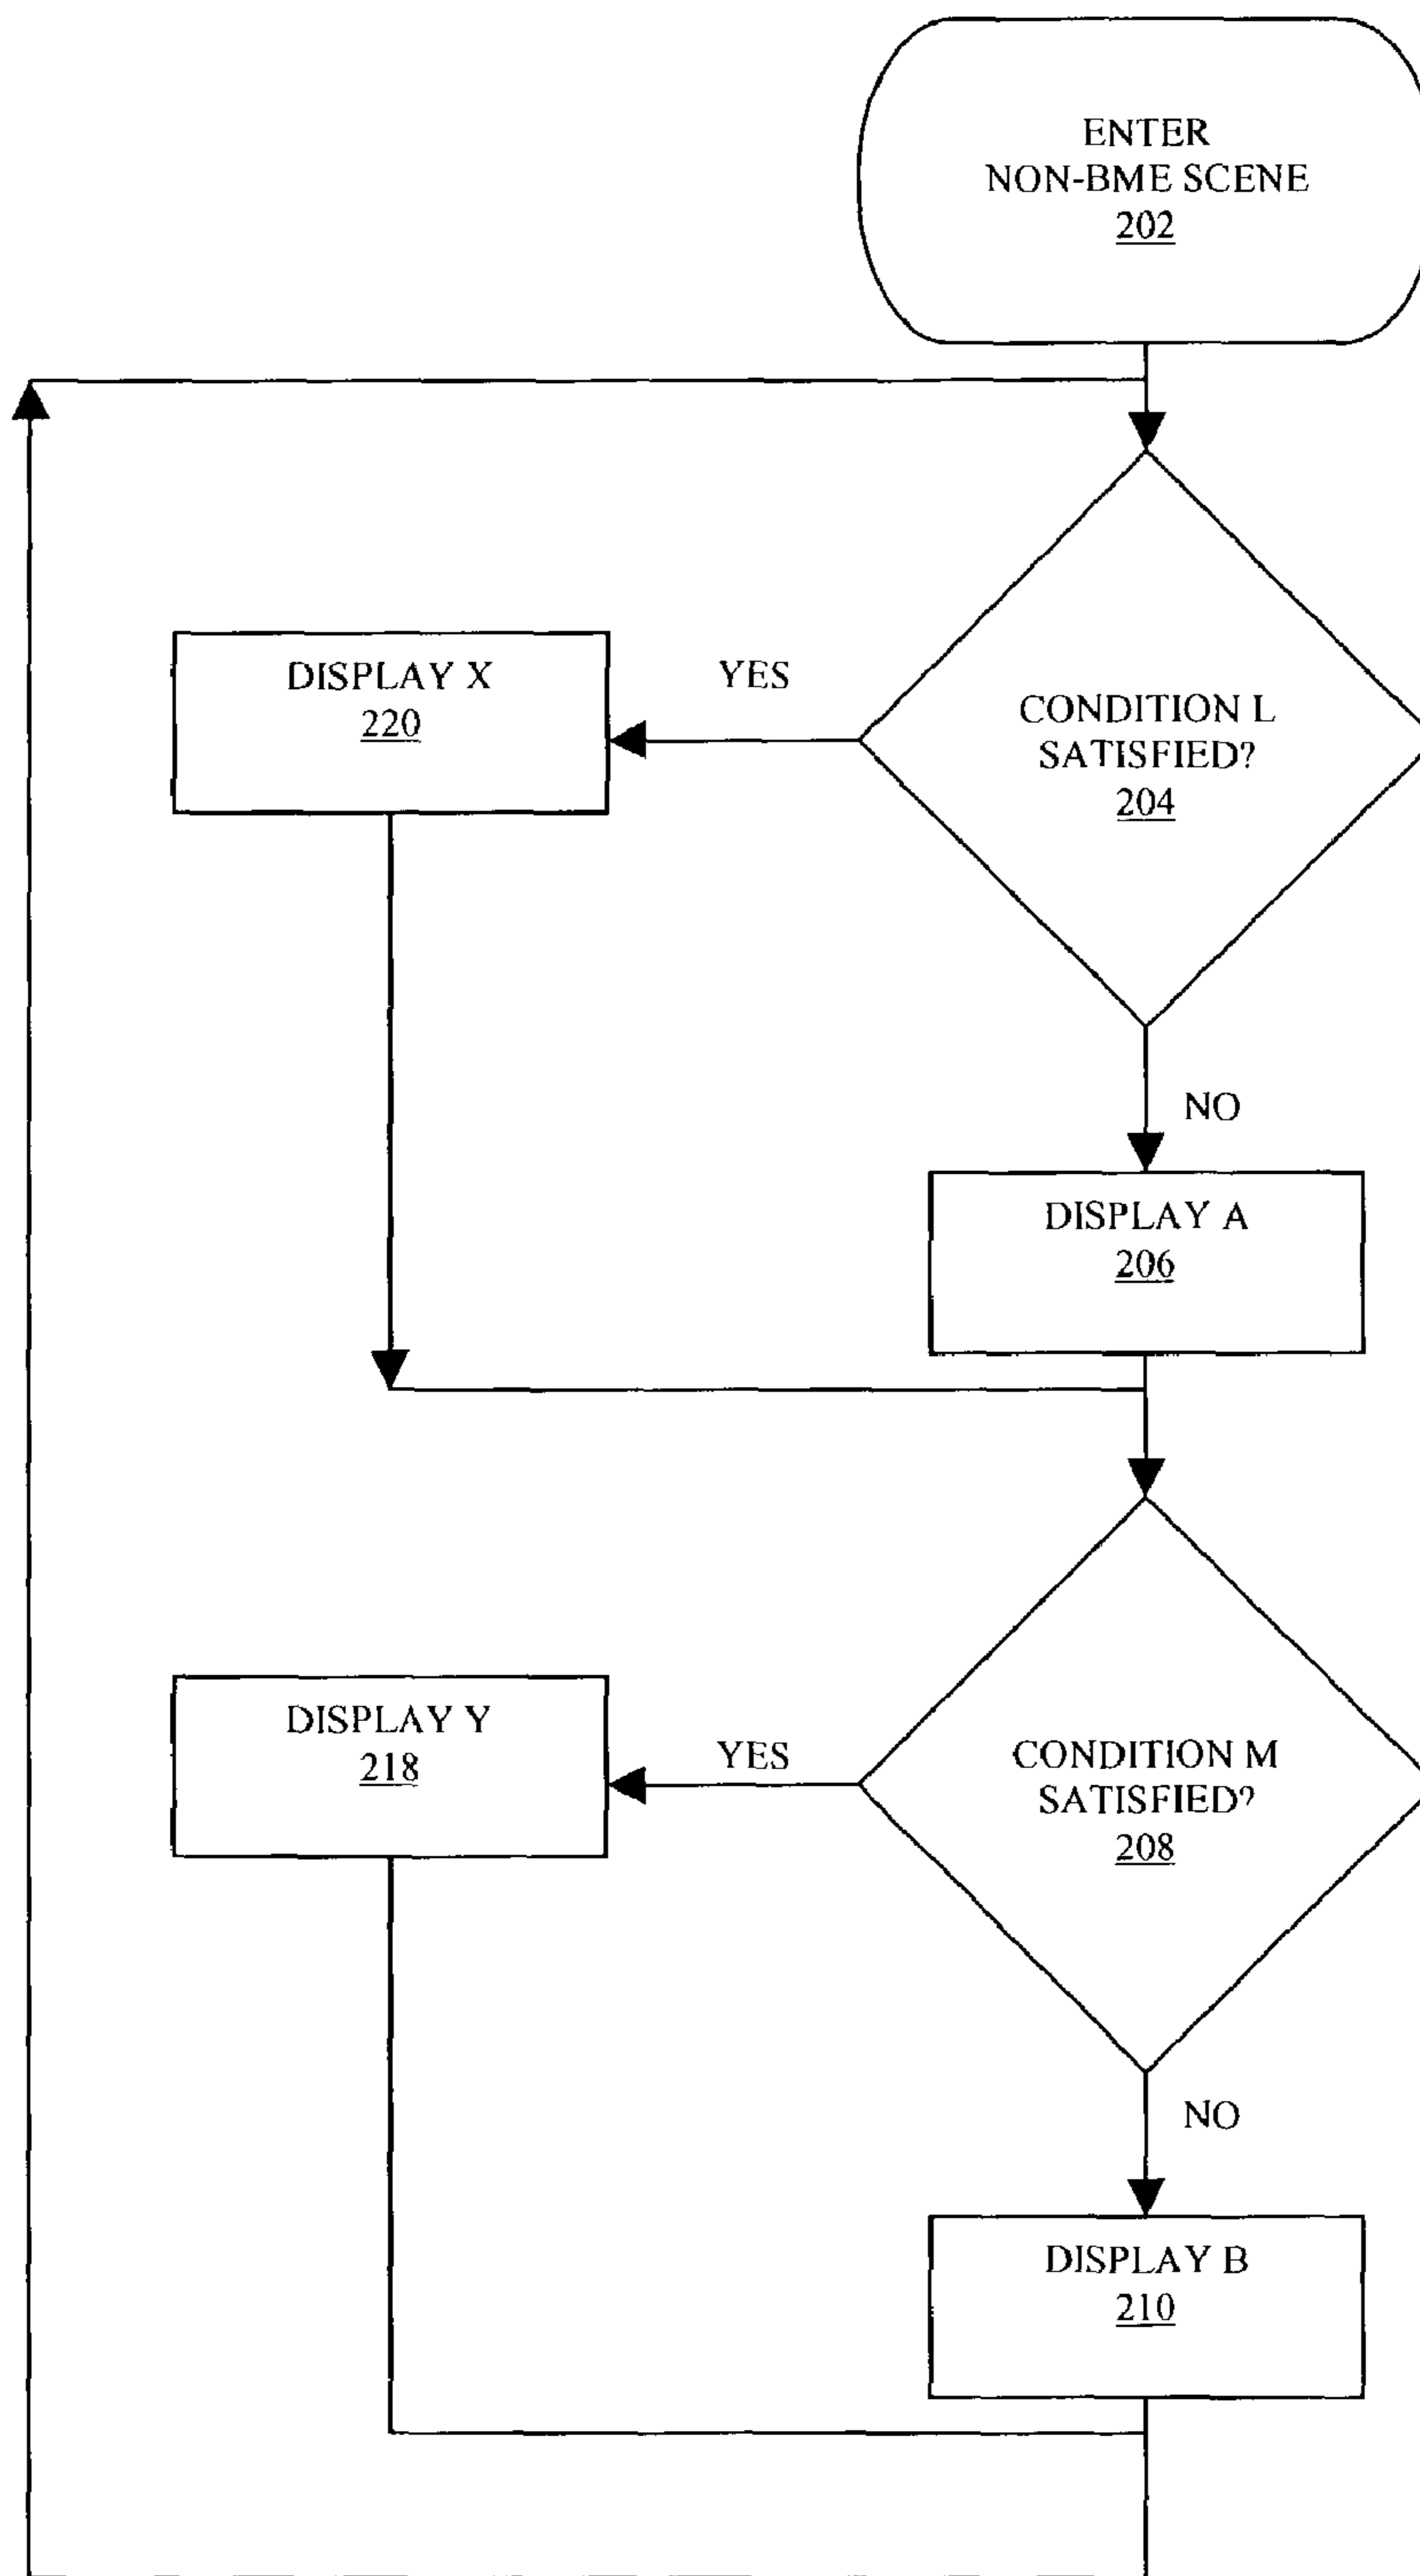 ENTER
NON-BME SCENE
202
DISPLAY X
220
YES
CONDITION L
SATISFIED?
204
NO
DISPLAY A
206
DISPLAY Y
218
YES
CONDITION M
SATISFIED?
208
NO
DISPLAY B
210